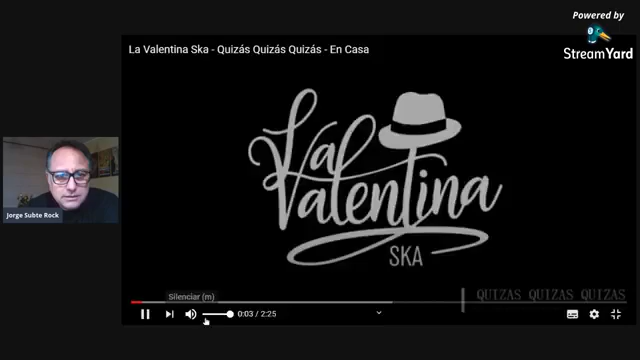 Powered by
StreamYard
La Valentina Ska - Quizás Quizás Quizás - En Casa
La Valentina
SKA
Jorge Subte Rock
Silenciar (m)
QUIZAS QUIZAS QUIZAS
0:03 / 2:25